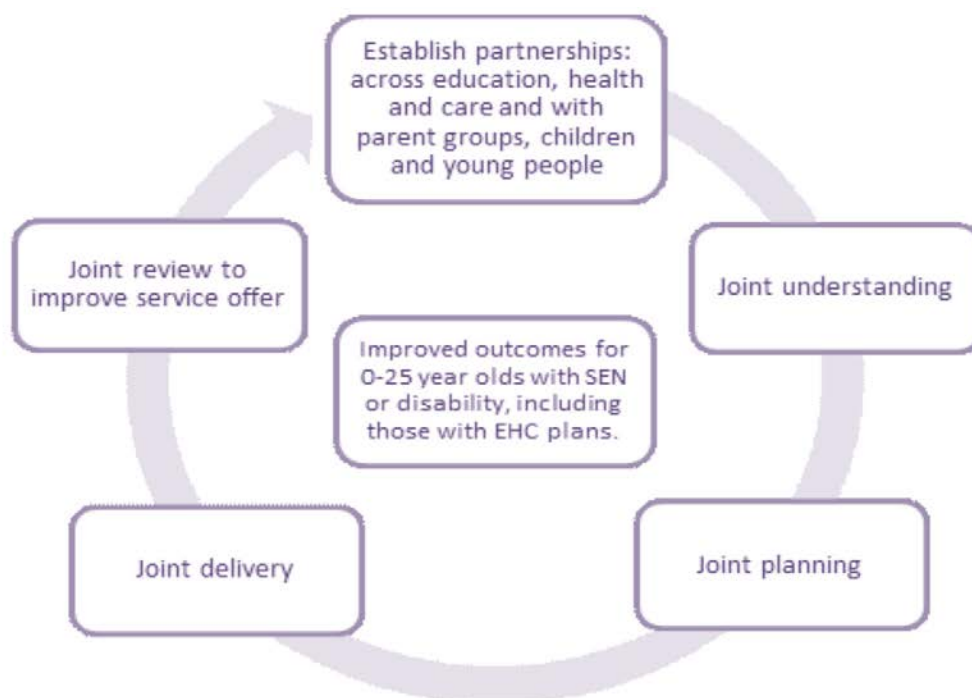 Establish partnerships:
across education, health
and care and with
parent groups, children
and young people
Joint understanding
Joint planning
Joint delivery
Joint review to
improve service offer
Improved outcomes for
0-25 year olds with SEN
or disability, including
those with EHC plans.